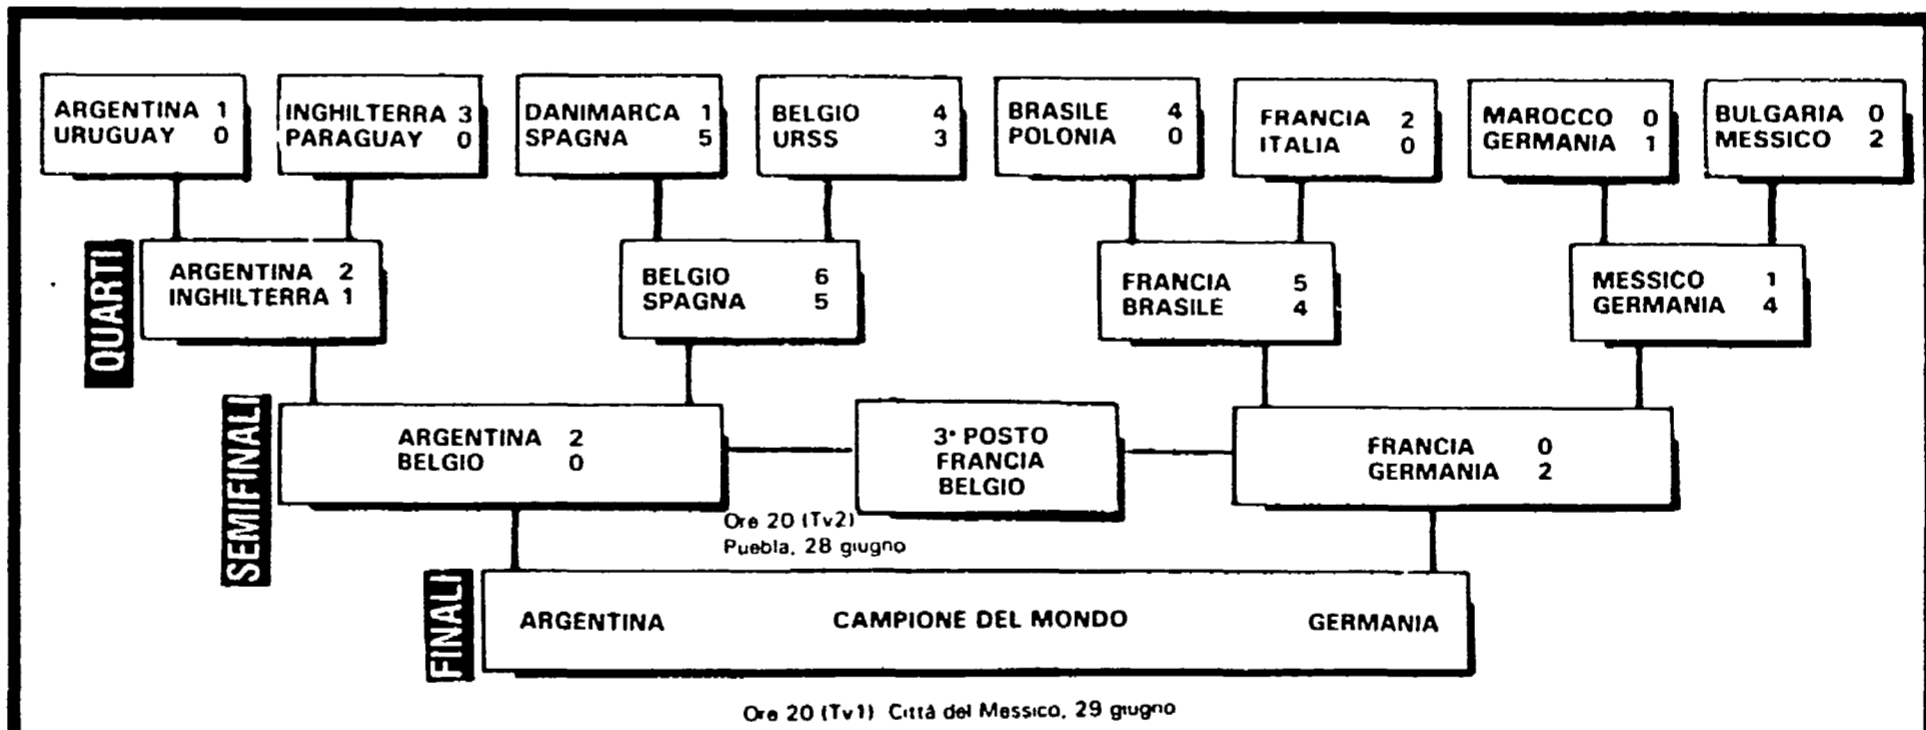 ARGENTINA 1
URUGUAY 0
INGHILTERRA 3
PARAGUAY 0
DANIMARCA 1
SPAGNA 5
BELGIO 4
URSS 3
BRASILE 4
POLONIA 0
FRANCIA 2
ITALIA 0
MAROCCO 0
GERMANIA 1
BULGARIA 0
MESSICO 2
QUARTI
ARGENTINA 2
INGHILTERRA 1
BELGIO 6
SPAGNA 5
FRANCIA 5
BRASILE 4
MESSICO 1
GERMANIA 4
SEMIFINALI
ARGENTINA 2
BELGIO 0
3° POSTO
FRANCIA
BELGIO
FRANCIA 0
GERMANIA 2
Ore 20 (Tv2)
Puebla, 28 giugno
FINALI
ARGENTINA CAMPIONE DEL MONDO GERMANIA
Ore 20 (Tv1) Città del Messico, 29 giugno